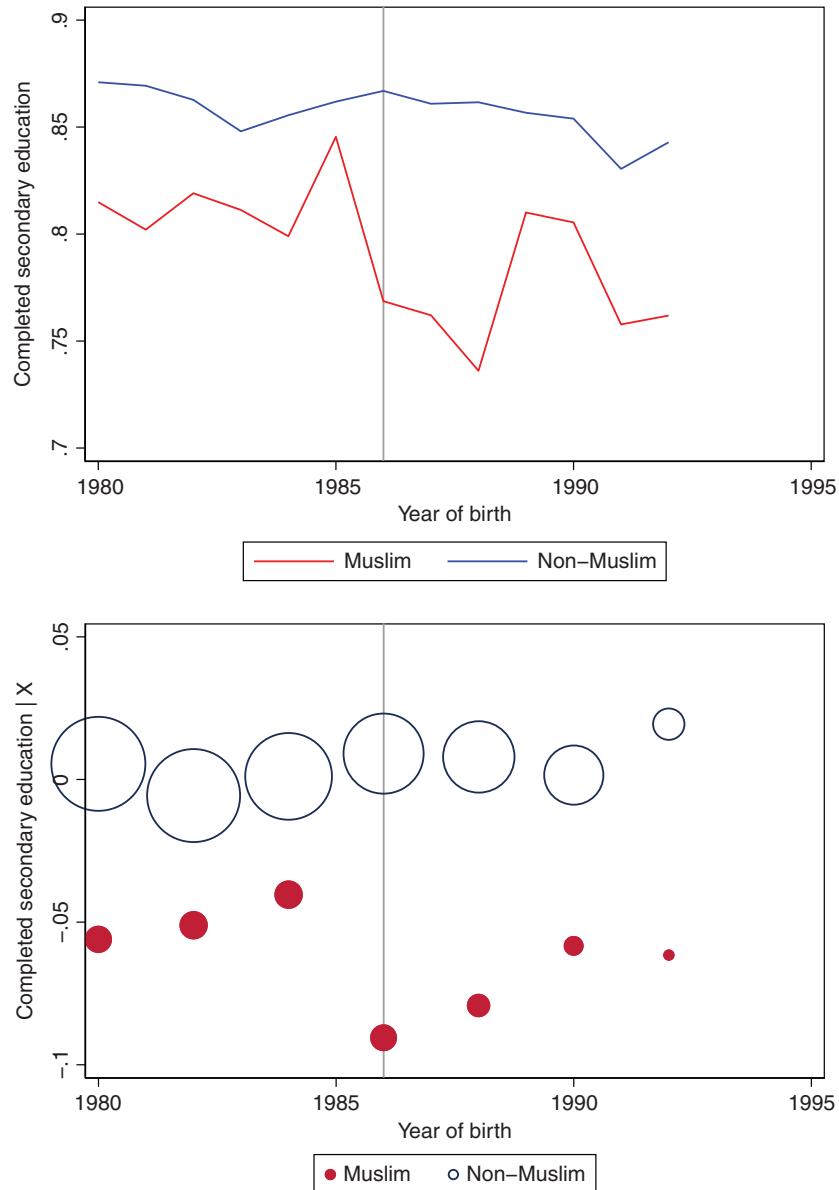 Completed secondary education
.9
.85
.8
.75
.7
1980 1985 1990 1995
Year of birth
Muslim Non–Muslim
Completed secondary education | X
.05
0
–.05
–.1
1980 1985 1990 1995
Year of birth
Muslim Non–Muslim